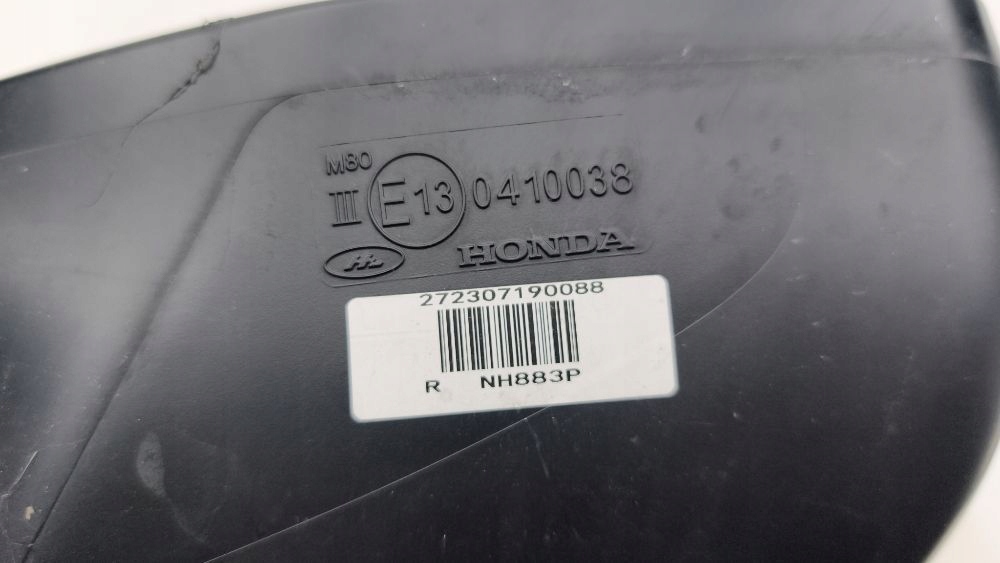 M80
III E13 0410038
HONDA
272307190088
R NH883P